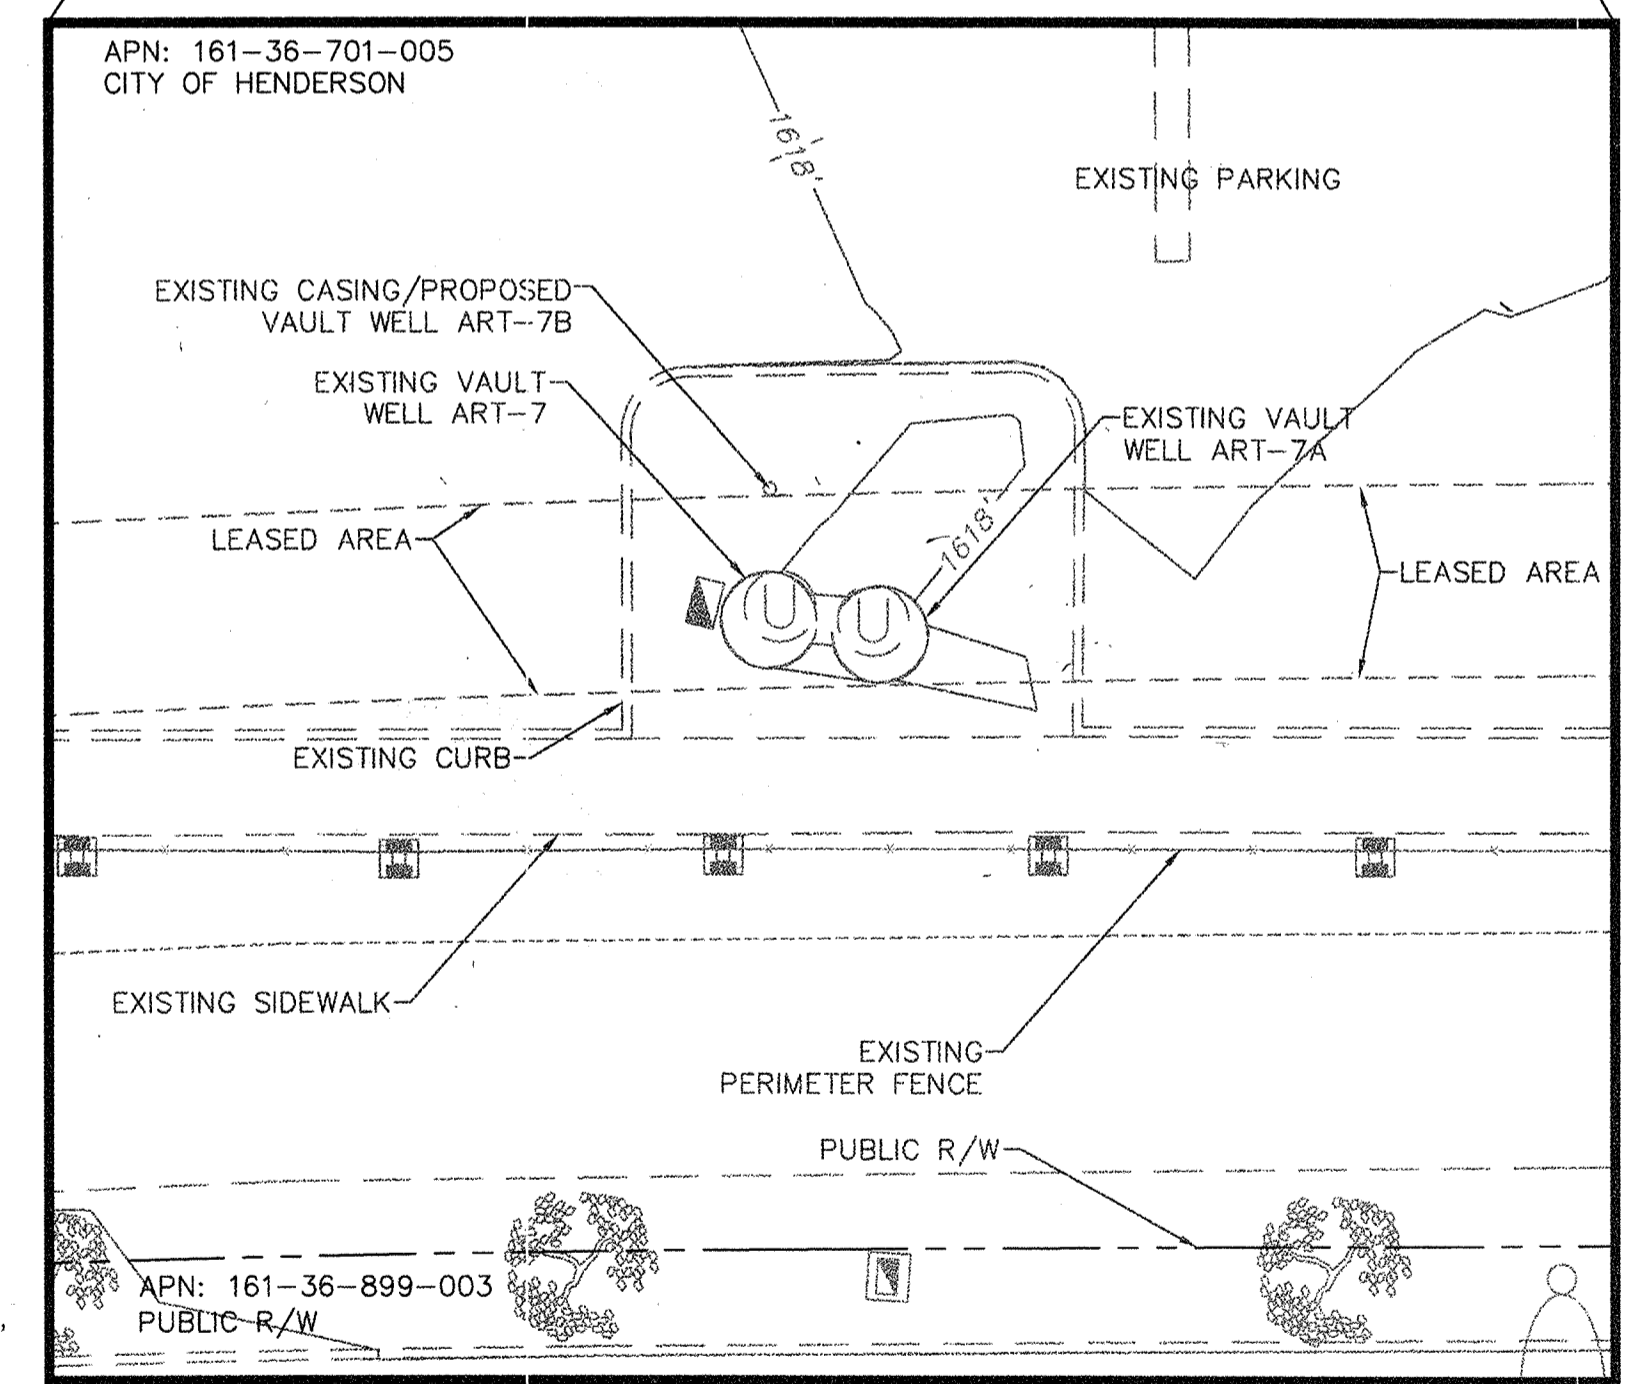 APN: 161-36-701-005
CITY OF HENDERSON
1618'
EXISTING PARKING
EXISTING CASING/PROPOSED
VAULT WELL ART-7B
EXISTING VAULT
WELL ART-7
EXISTING VAULT
WELL ART-7A
1618'
LEASED AREA
LEASED AREA
EXISTING CURB
EXISTING SIDEWALK
EXISTING
PERIMETER FENCE
PUBLIC R/W
APN: 161-36-899-003
PUBLIC R/W